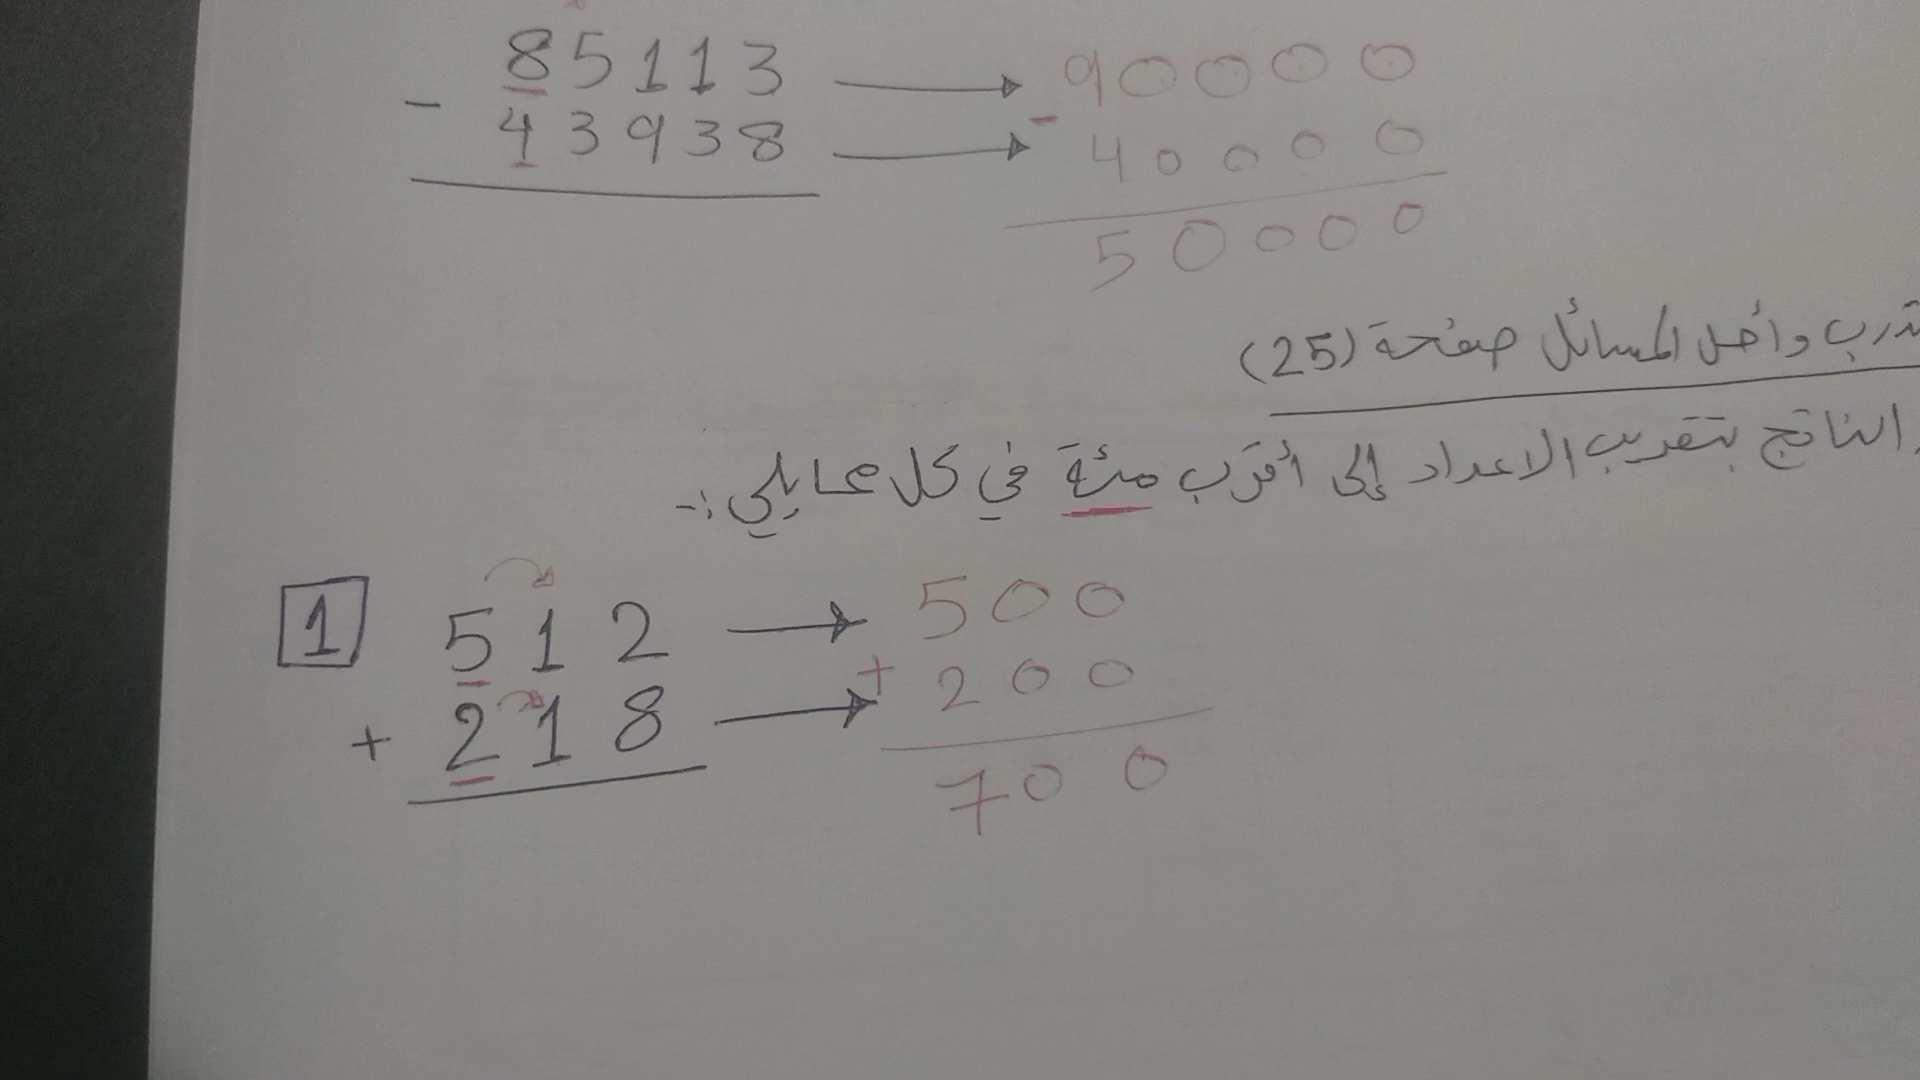 85113 → 90000
- 43938 → - 40000
50000
تدرب وأحل المسائل صفحة (25)
الناتج بتقريب الاعداد إلى أقرب مئة في كل مما يلي :-
1 512 → 500
+ 218 → + 200
700